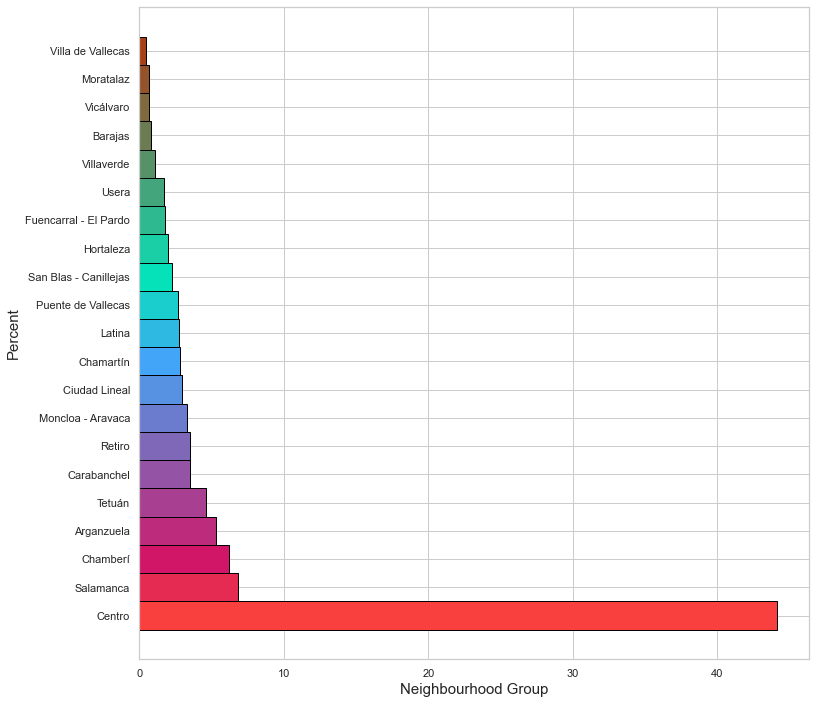 Villa de Vallecas
Moratalaz
Vicálvaro
Barajas
Villaverde
Usera
Fuencarral - El Pardo
Hortaleza
San Blas - Canillejas
Puente de Vallecas
Latina
Chamartín
Ciudad Lineal
Moncloa - Aravaca
Retiro
Carabanchel
Tetuán
Arganzuela
Chamberí
Salamanca
Centro
Percent
0 10 20 30 40
Neighbourhood Group